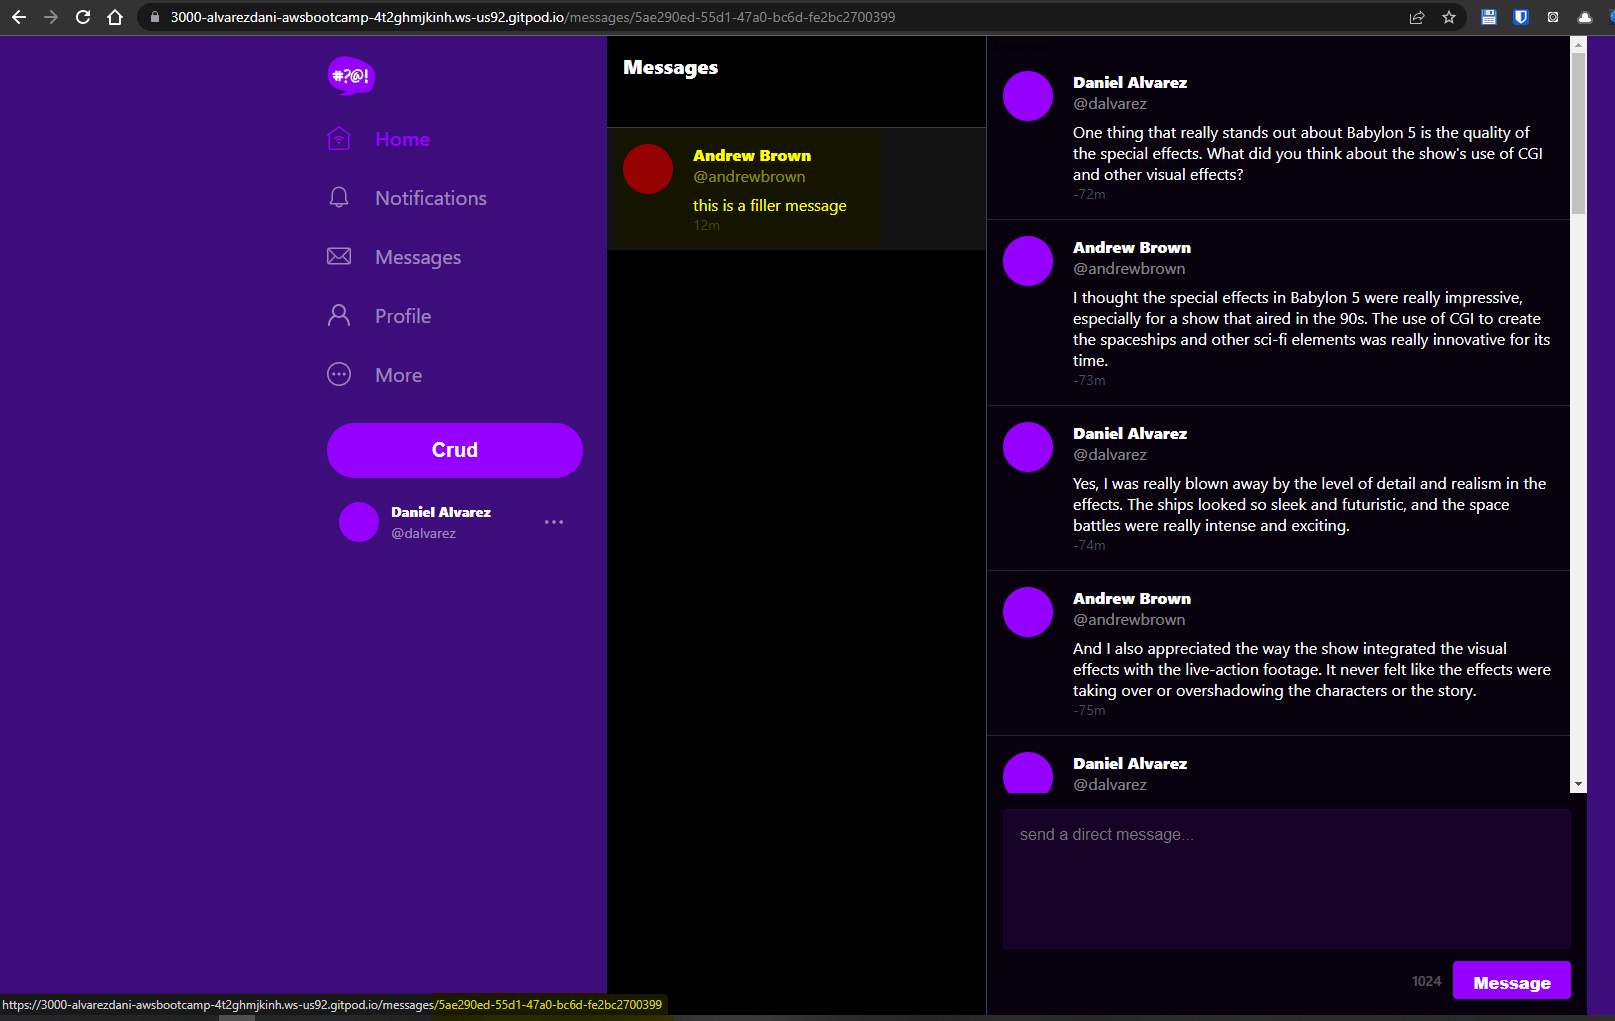 3000-alvarezdani-awsbootcamp-4t2ghmjkinh.ws-us92.gitpod.io/messages/5ae290ed-55d1-47a0-bc6d-fe2bc2700399
#?@!
Home
Notifications
Messages
Profile
More
Crud
Daniel Alvarez
@dalvarez
Messages
Andrew Brown
@andrewbrown
this is a filler message
12m
Daniel Alvarez
@dalvarez
One thing that really stands out about Babylon 5 is the quality of
the special effects. What did you think about the show's use of CGI
and other visual effects?
-72m
Andrew Brown
@andrewbrown
I thought the special effects in Babylon 5 were really impressive,
especially for a show that aired in the 90s. The use of CGI to create
the spaceships and other sci-fi elements was really innovative for its
time.
-73m
Daniel Alvarez
@dalvarez
Yes, I was really blown away by the level of detail and realism in the
effects. The ships looked so sleek and futuristic, and the space
battles were really intense and exciting.
-74m
Andrew Brown
@andrewbrown
And I also appreciated the way the show integrated the visual
effects with the live-action footage. It never felt like the effects were
taking over or overshadowing the characters or the story.
-75m
Daniel Alvarez
@dalvarez
send a direct message...
1024
Message
https://3000-alvarezdani-awsbootcamp-4t2ghmjkinh.ws-us92.gitpod.io/messages/5ae290ed-55d1-47a0-bc6d-fe2bc2700399